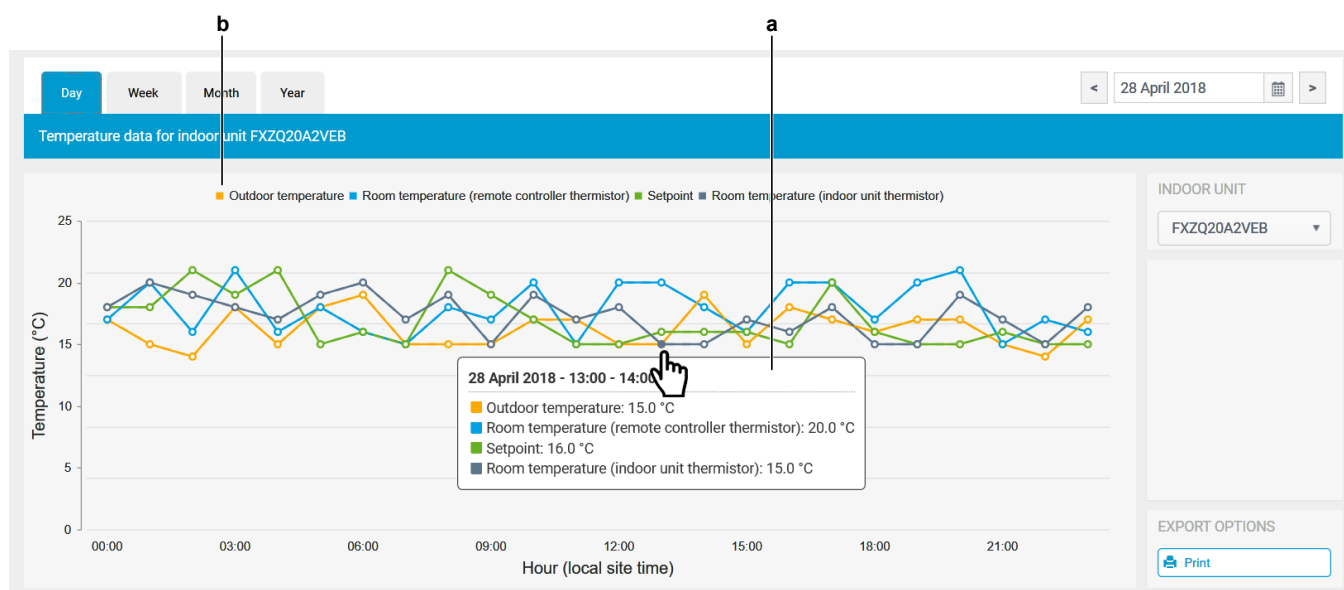 b a
Day Week Month Year < 28 April 2018 >
Temperature data for indoor unit FXZQ20A2VEB
Outdoor temperature Room temperature (remote controller thermistor) Setpoint Room temperature (indoor unit thermistor)
INDOOR UNIT
FXZQ20A2VEB
Temperature (°C)
25
20
15
10
5
0
28 April 2018 - 13:00 - 14:00
Outdoor temperature: 15.0 °C
Room temperature (remote controller thermistor): 20.0 °C
Setpoint: 16.0 °C
Room temperature (indoor unit thermistor): 15.0 °C
00:00 03:00 06:00 09:00 12:00 15:00 18:00 21:00
Hour (local site time)
EXPORT OPTIONS
Print